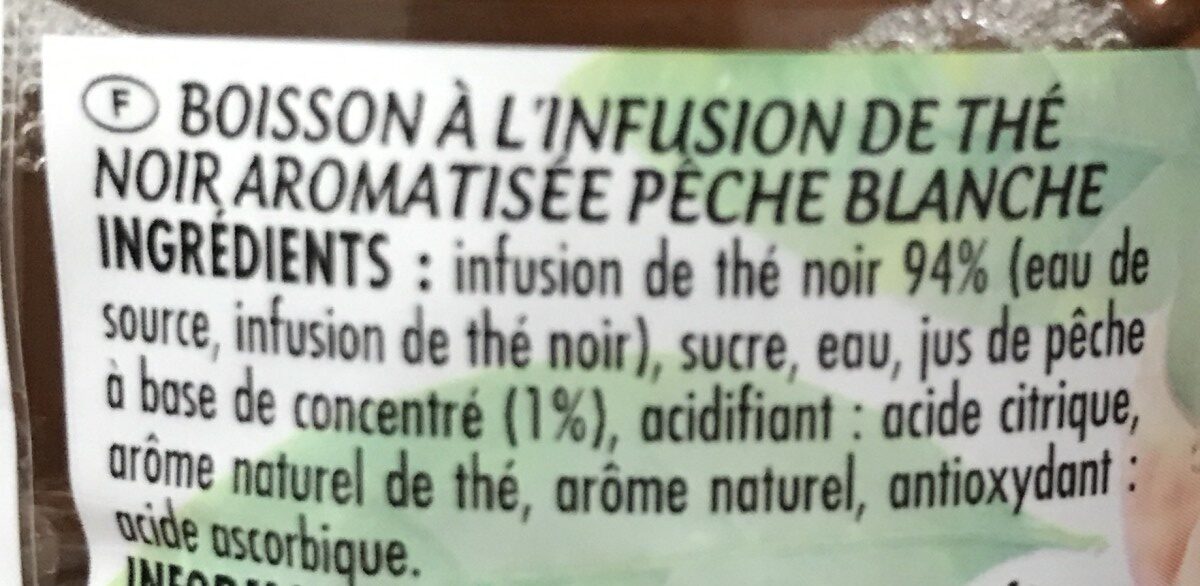 F BOISSON À L'INFUSION DE THÉ
NOIR AROMATISÉE PÊCHE BLANCHE
INGRÉDIENTS : infusion de thé noir 94% (eau de
source, infusion de thé noir), sucre, eau, jus de pêche
à base de concentré (1%), acidifiant : acide citrique,
arôme naturel de thé, arôme naturel, antioxydant :
acide ascorbique.